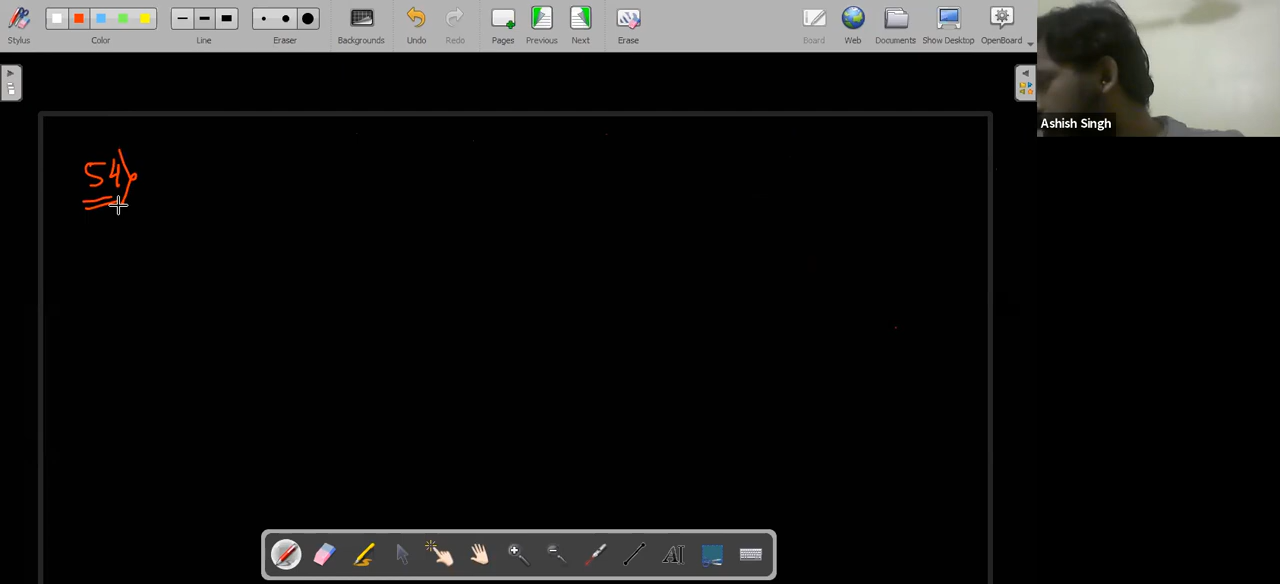 Stylus Color Line Eraser Backgrounds Undo Redo Pages Previous Next Erase Board Web Documents Show Desktop OpenBoard
Ashish Singh
54)
AI